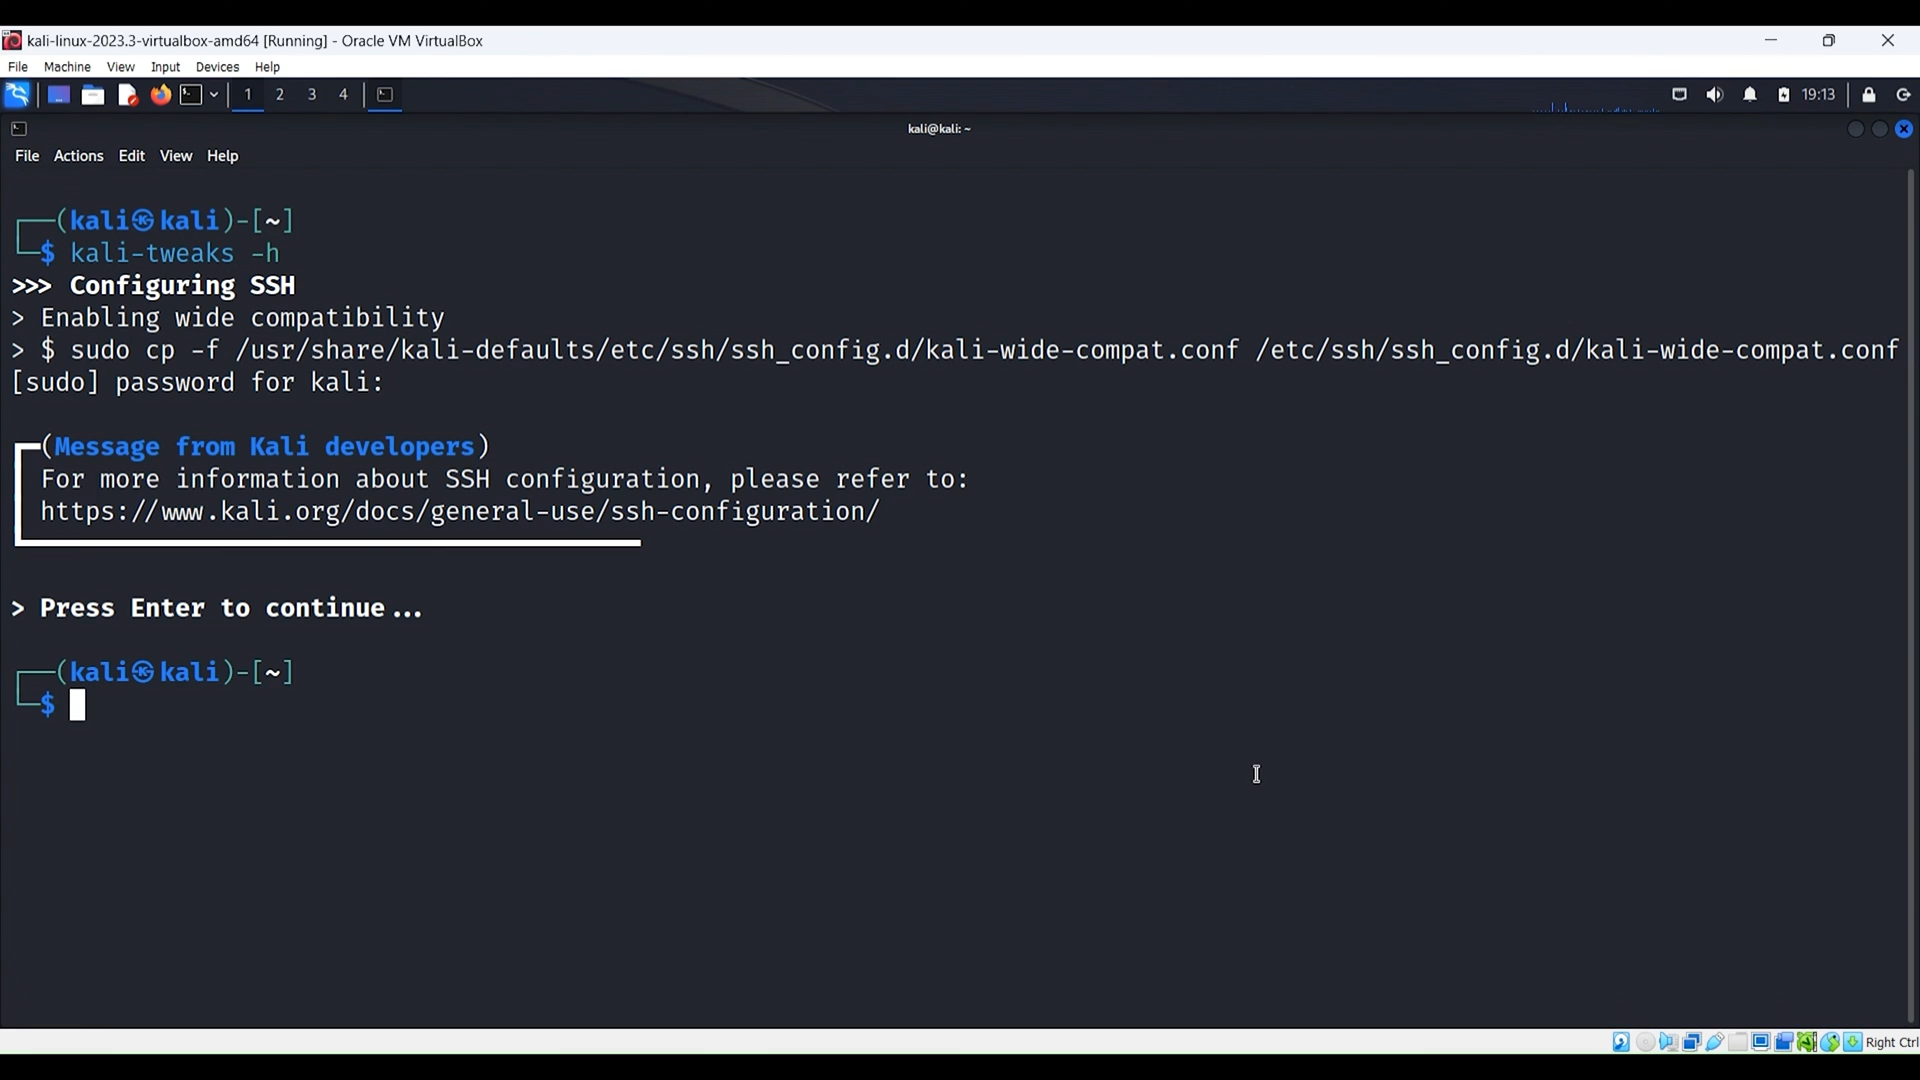 kali-linux-2023.3-virtualbox-amd64 [Running] - Oracle VM VirtualBox
File Machine View Input Devices Help
1 2 3 4 19:13
kali@kali: ~
File Actions Edit View Help
┌──(kali㉿kali)-[~]
└─$ kali-tweaks -h
>>> Configuring SSH
> Enabling wide compatibility
> $ sudo cp -f /usr/share/kali-defaults/etc/ssh/ssh_config.d/kali-wide-compat.conf /etc/ssh/ssh_config.d/kali-wide-compat.conf
[sudo] password for kali:
┏━(Message from Kali developers)
┃ For more information about SSH configuration, please refer to:
┃ https://www.kali.org/docs/general-use/ssh-configuration/
> Press Enter to continue...
┌──(kali㉿kali)-[~]
└─$
Right Ctrl